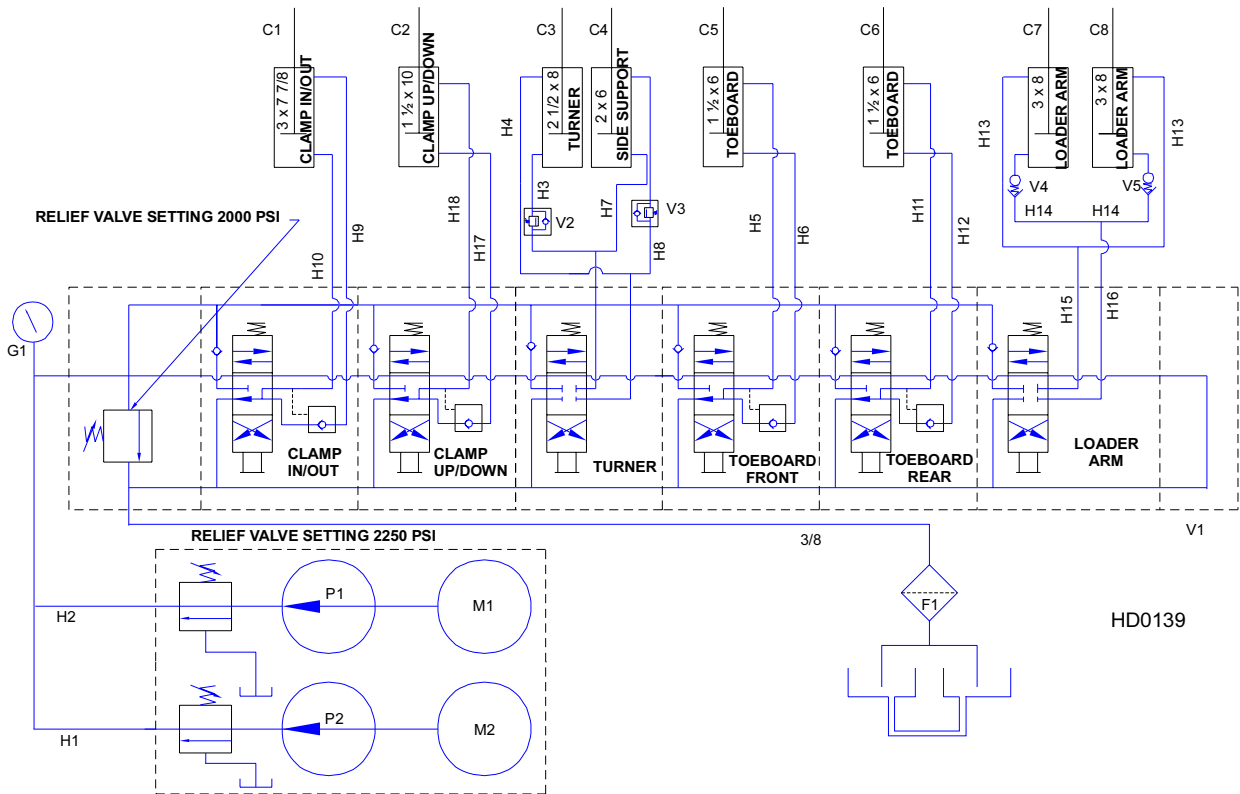 C1
C2
C3
C4
C5
C6
C7
C8
3 x 7 7/8
CLAMP IN/OUT
1 ½ x 10
CLAMP UP/DOWN
2 1/2 x 8
TURNER
2 x 6
SIDE SUPPORT
1 ½ x 6
TOEBOARD
1 ½ x 6
TOEBOARD
3 x 8
LOADER ARM
3 x 8
LOADER ARM
H4
H13
H13
H3
V2
H7
V3
H8
V4
V5
H14
H14
RELIEF VALVE SETTING 2000 PSI
H10
H9
H18
H17
H5
H6
H11
H12
H15
H16
G1
CLAMP
IN/OUT
CLAMP
UP/DOWN
TURNER
TOEBOARD
FRONT
TOEBOARD
REAR
LOADER
ARM
V1
RELIEF VALVE SETTING 2250 PSI
3/8
H2
P1
M1
F1
HD0139
H1
P2
M2